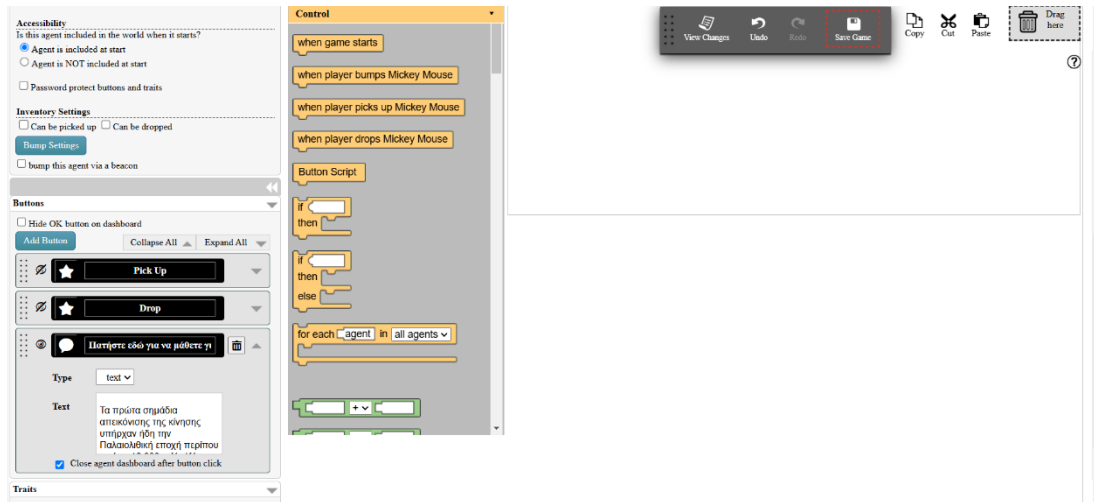 Accessibility
Is this agent included in the world when it starts?
Agent is included at start
Agent is NOT included at start
Password protect buttons and traits
Inventory Settings
Can be picked up Can be dropped
Bump Settings
bump this agent via a beacon
Buttons
Hide OK button on dashboard
Add Button Collapse All Expand All
Pick Up
Drop
Πατήστε εδώ για να μάθετε γι
Type text
Text
Τα πρώτα σημάδια
απεικόνισης της κίνησης
υπήρχαν ήδη την
Παλαιολιθική εποχή περίπου
Close agent dashboard after button click
Traits
Control
when game starts
when player bumps Mickey Mouse
when player picks up Mickey Mouse
when player drops Mickey Mouse
Button Script
if
then
if
then
else
for each agent in all agents
+
View Changes Undo Redo Save Game
Copy Cut Paste
Drag
here
?